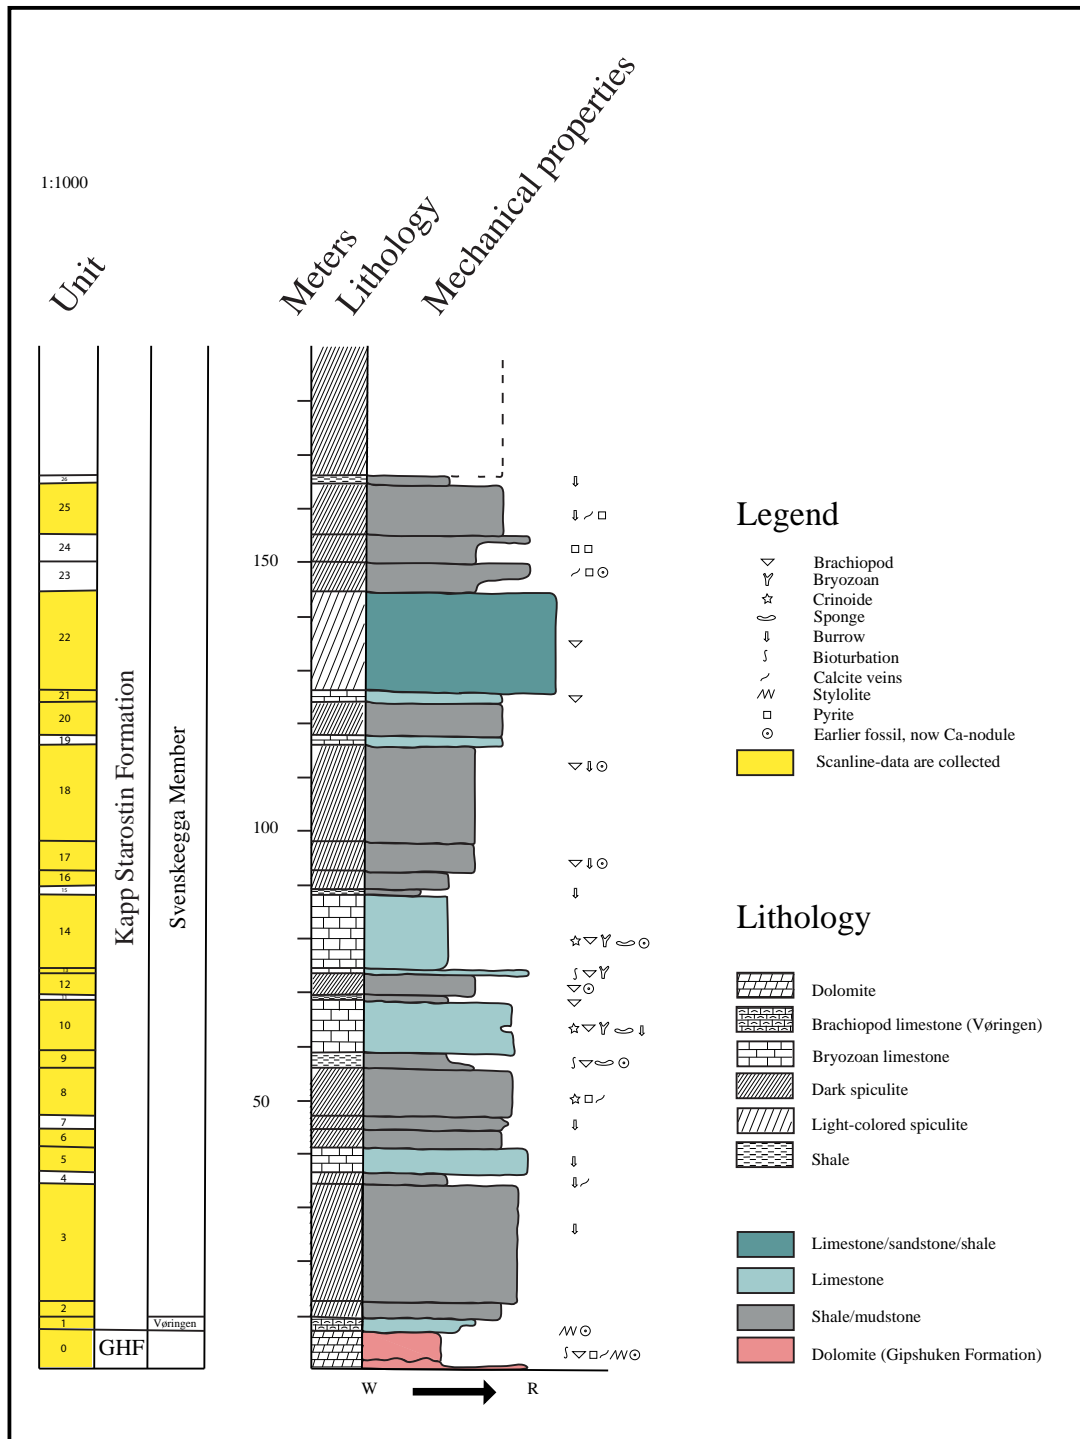 1:1000
Unit
Meters
Lithology
Mechanical properties
Kapp Starostin Formation
Svenskeegga Member
Vøringen
GHF
26
25
24
23
22
21
20
19
18
17
16
15
14
12
11
10
9
8
7
6
5
4
3
2
1
0
150
100
50
W
R
Legend
Brachiopod
Bryozoan
Crinoide
Sponge
Burrow
Bioturbation
Calcite veins
Stylolite
Pyrite
Earlier fossil, now Ca-nodule
Scanline-data are collected
Lithology
Dolomite
Brachiopod limestone (Vøringen)
Bryozoan limestone
Dark spiculite
Light-colored spiculite
Shale
Limestone/sandstone/shale
Limestone
Shale/mudstone
Dolomite (Gipshuken Formation)